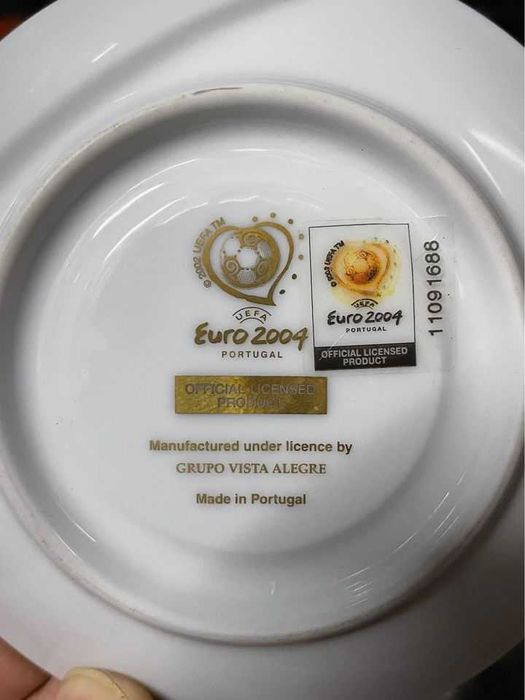 © 2002 UEFA TM
UEFA
Euro 2004
PORTUGAL
OFFICIAL LICENSED
PRODUCT
Manufactured under licence by
GRUPO VISTA ALEGRE
Made in Portugal
© 2002 UEFA TM
UEFA
Euro 2004
PORTUGAL
OFFICIAL LICENSED
PRODUCT
11091688